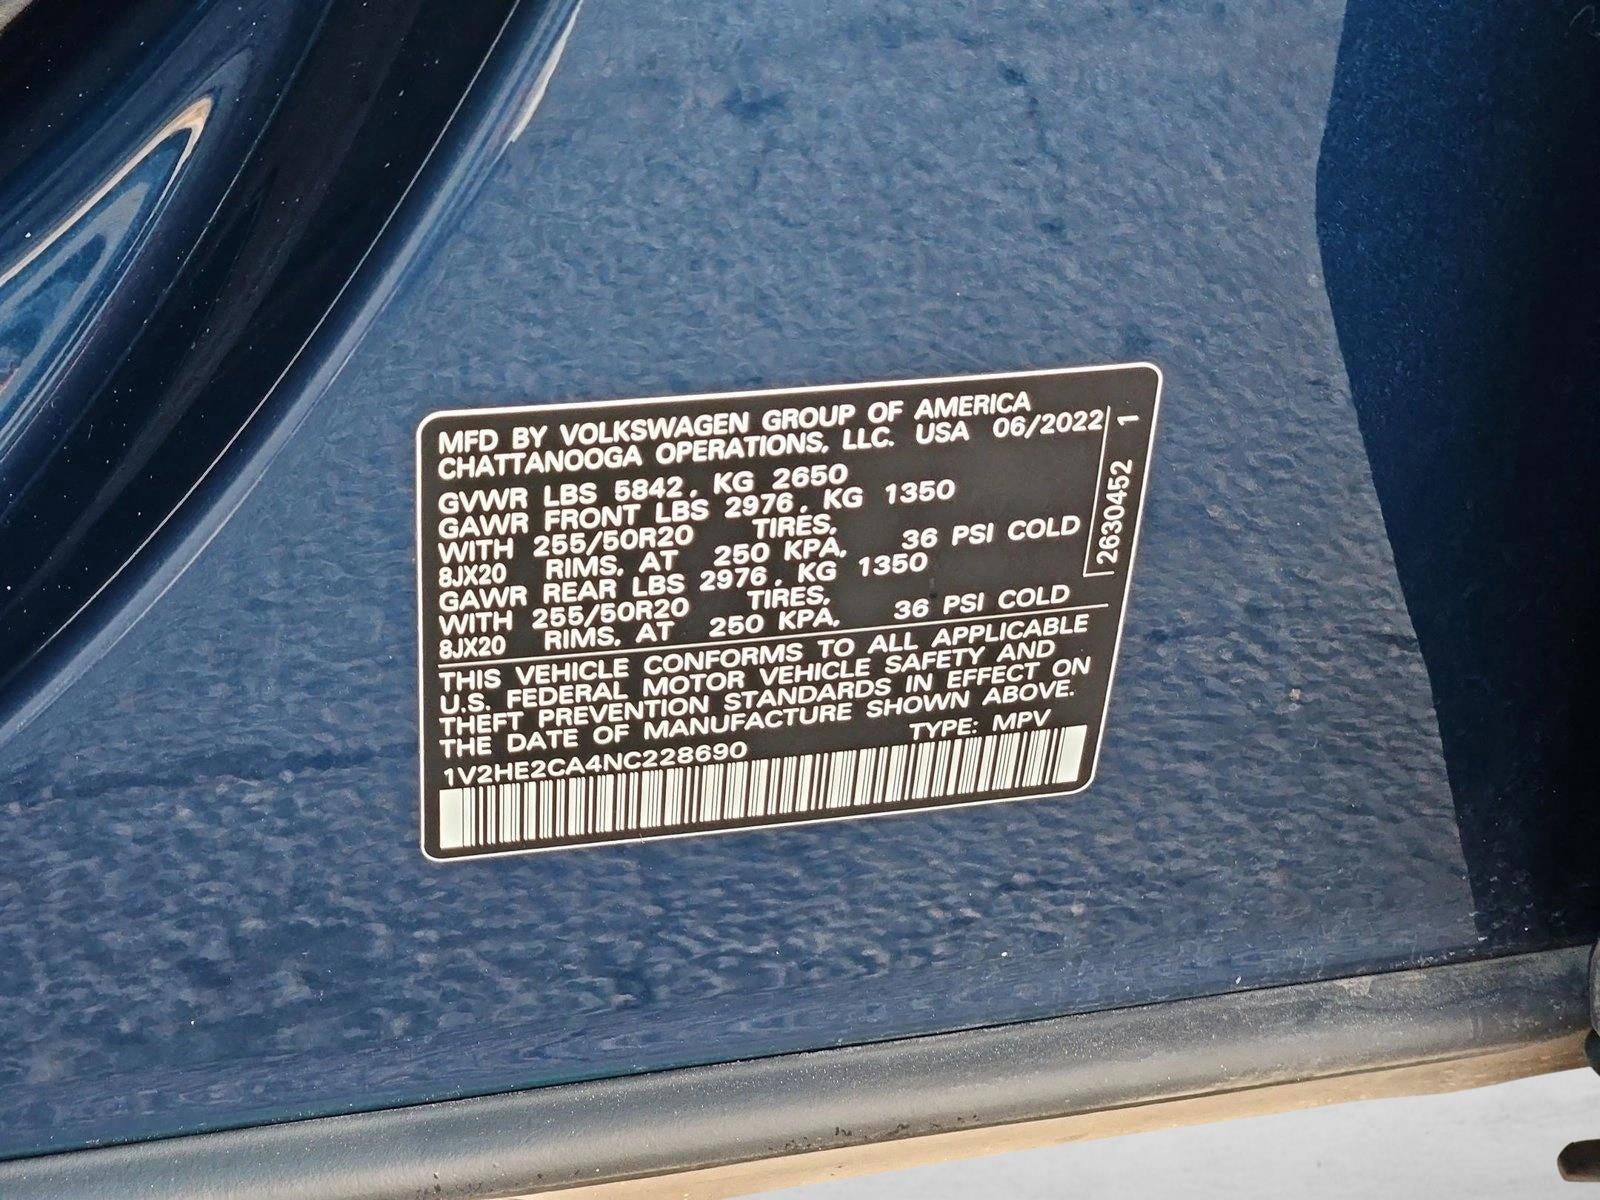 MFD BY VOLKSWAGEN GROUP OF AMERICA
CHATTANOOGA OPERATIONS, LLC. USA 06/2022
GVWR LBS 5842, KG 2650
GAWR FRONT LBS 2976, KG 1350
WITH 255/50R20 TIRES,
8JX20 RIMS, AT 250 KPA, 36 PSI COLD
GAWR REAR LBS 2976, KG 1350
WITH 255/50R20 TIRES,
8JX20 RIMS, AT 250 KPA, 36 PSI COLD
2630452 1
THIS VEHICLE CONFORMS TO ALL APPLICABLE
U.S. FEDERAL MOTOR VEHICLE SAFETY AND
THEFT PREVENTION STANDARDS IN EFFECT ON
THE DATE OF MANUFACTURE SHOWN ABOVE.
TYPE: MPV
1V2HE2CA4NC228690